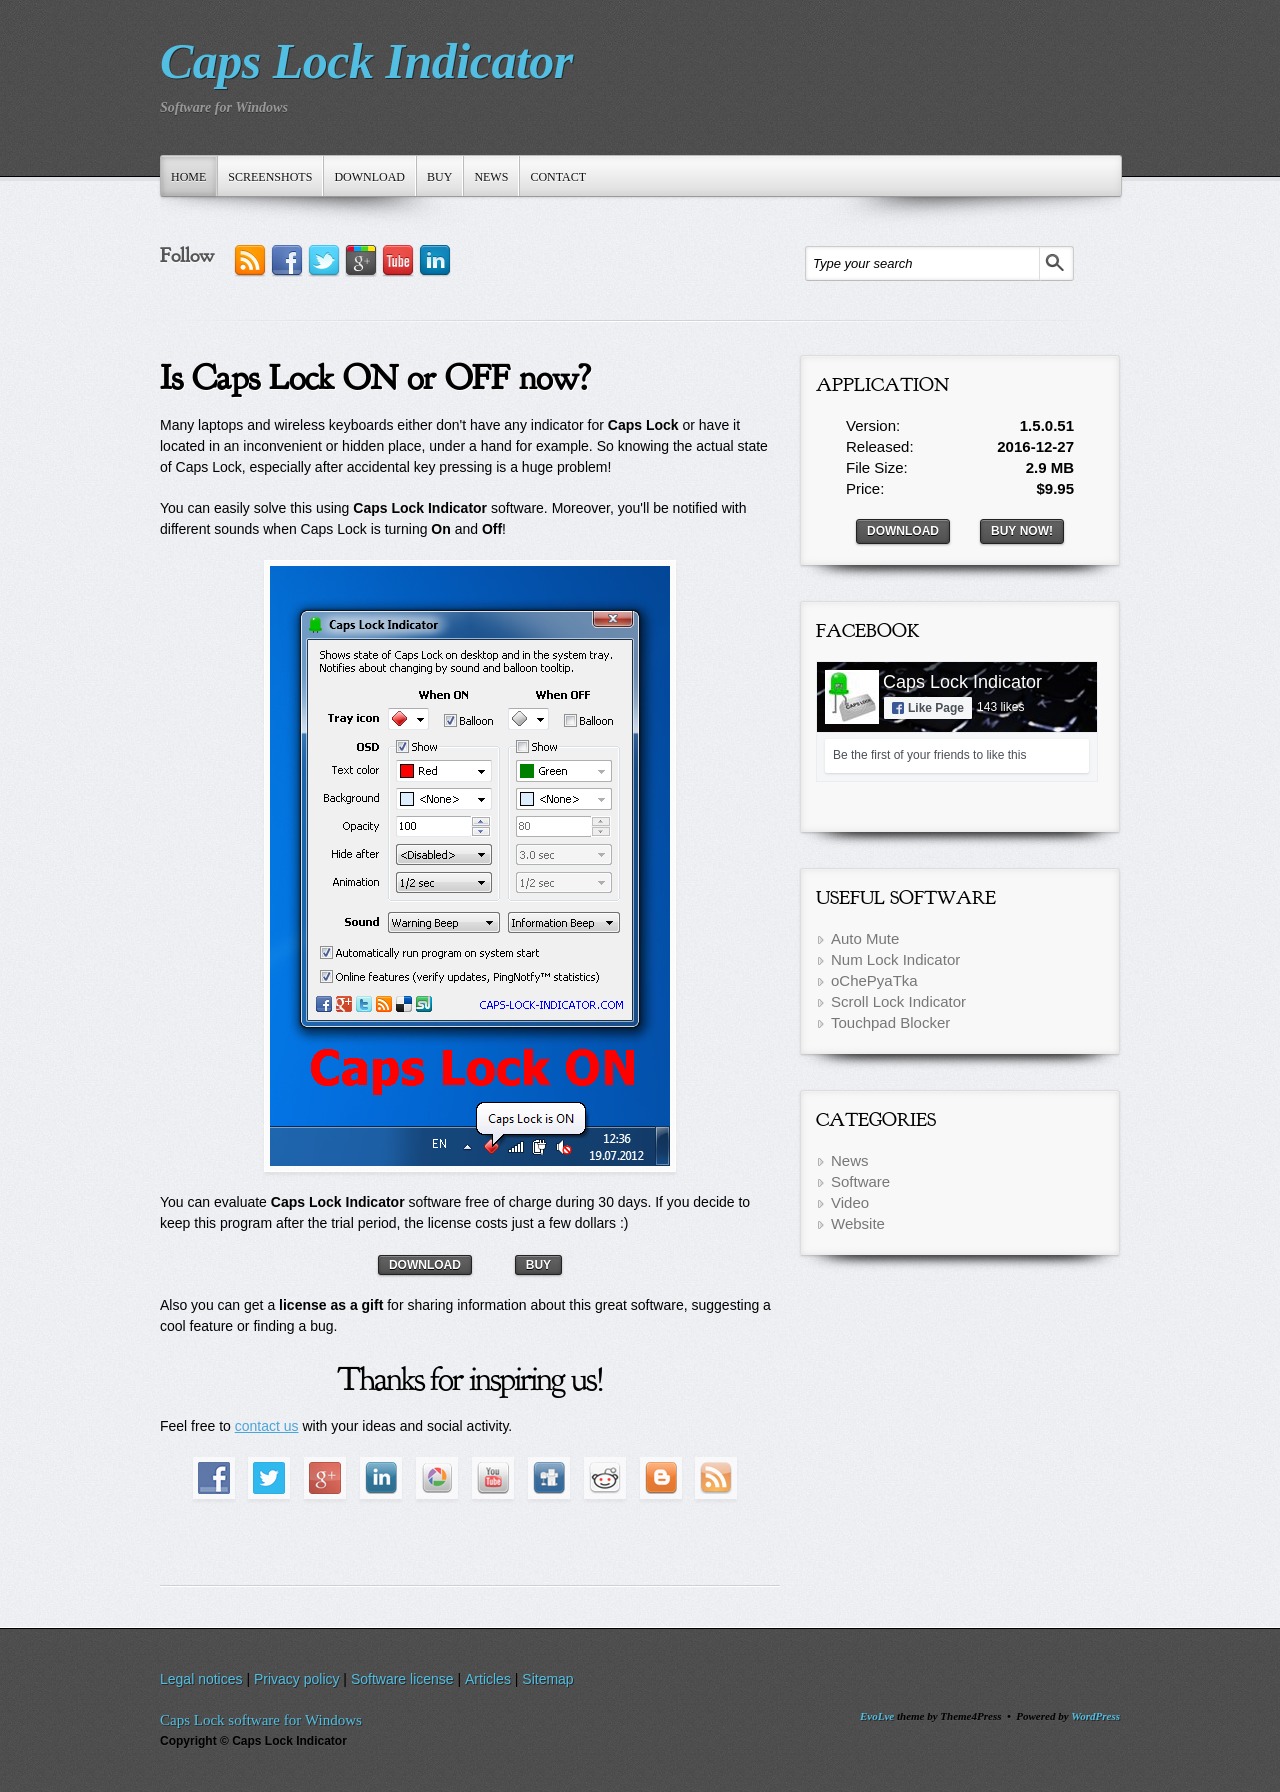 Caps Lock Indicator
Software for Windows
HOME SCREENSHOTS DOWNLOAD BUY NEWS CONTACT
Follow
Type your search
Is Caps Lock ON or OFF now?
Many laptops and wireless keyboards either don't have any indicator for Caps Lock or have it
located in an inconvenient or hidden place, under a hand for example. So knowing the actual state
of Caps Lock, especially after accidental key pressing is a huge problem!
You can easily solve this using Caps Lock Indicator software. Moreover, you'll be notified with
different sounds when Caps Lock is turning On and Off!
Caps Lock Indicator
Shows state of Caps Lock on desktop and in the system tray.
Notifies about changing by sound and balloon tooltip.
When ON When OFF
Tray icon Balloon Balloon
OSD Show Show
Text color Red Green
Background <None> <None>
Opacity 100 80
Hide after <Disabled> 3.0 sec
Animation 1/2 sec 1/2 sec
Sound Warning Beep Information Beep
Automatically run program on system start
Online features (verify updates, PingNotfy™ statistics)
CAPS-LOCK-INDICATOR.COM
Caps Lock ON
Caps Lock is ON
EN 12:36
19.07.2012
You can evaluate Caps Lock Indicator software free of charge during 30 days. If you decide to
keep this program after the trial period, the license costs just a few dollars :)
DOWNLOAD BUY
Also you can get a license as a gift for sharing information about this great software, suggesting a
cool feature or finding a bug.
Thanks for inspiring us!
Feel free to contact us with your ideas and social activity.
APPLICATION
Version: 1.5.0.51
Released: 2016-12-27
File Size: 2.9 MB
Price: $9.95
DOWNLOAD BUY NOW!
FACEBOOK
Caps Lock Indicator
Like Page 143 likes
Be the first of your friends to like this
USEFUL SOFTWARE
Auto Mute
Num Lock Indicator
oChePyaTka
Scroll Lock Indicator
Touchpad Blocker
CATEGORIES
News
Software
Video
Website
Legal notices | Privacy policy | Software license | Articles | Sitemap
Caps Lock software for Windows
Copyright © Caps Lock Indicator
EvoLve theme by Theme4Press • Powered by WordPress